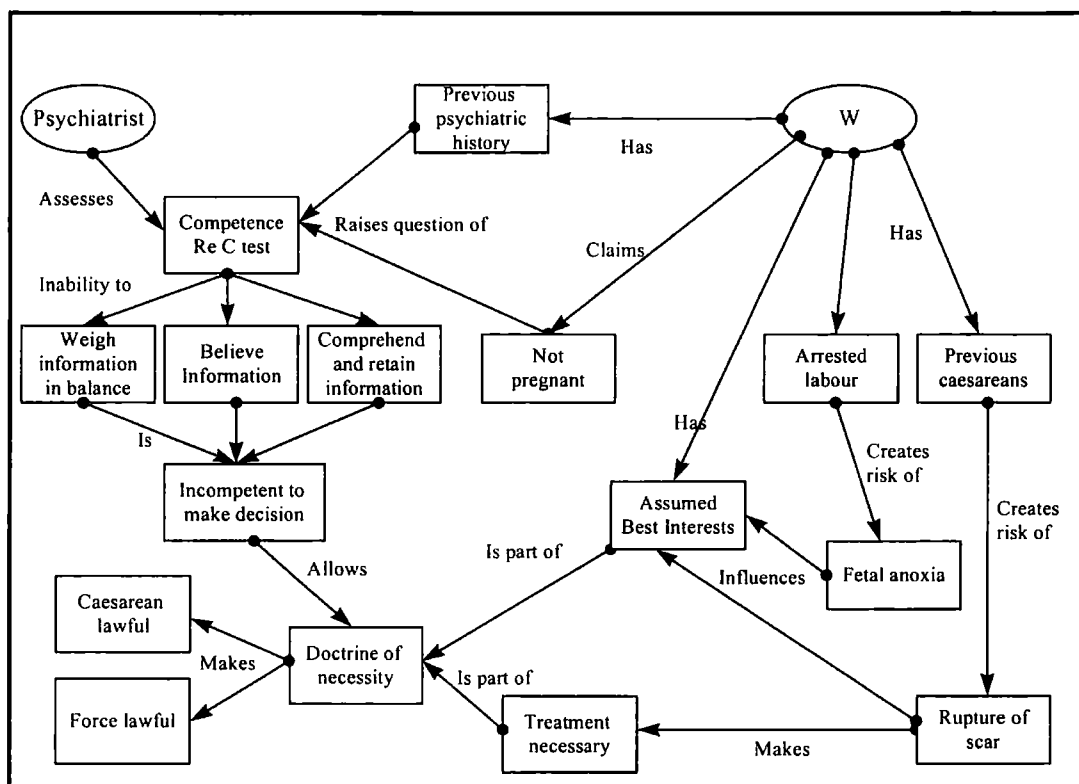 Psychiatrist
Previous
psychiatric
history
W
Has
Assesses
Competence
Re C test
Raises question of
Claims
Has
Inability to
Weigh
information
in balance
Believe
Information
Comprehend
and retain
information
Not
pregnant
Arrested
labour
Previous
caesareans
Is
Has
Creates
risk of
Incompetent to
make decision
Assumed
Best Interests
Creates
risk of
Is part of
Allows
Influences
Fetal anoxia
Caesarean
lawful
Makes
Doctrine of
necessity
Is part of
Force lawful
Treatment
necessary
Makes
Rupture of
scar